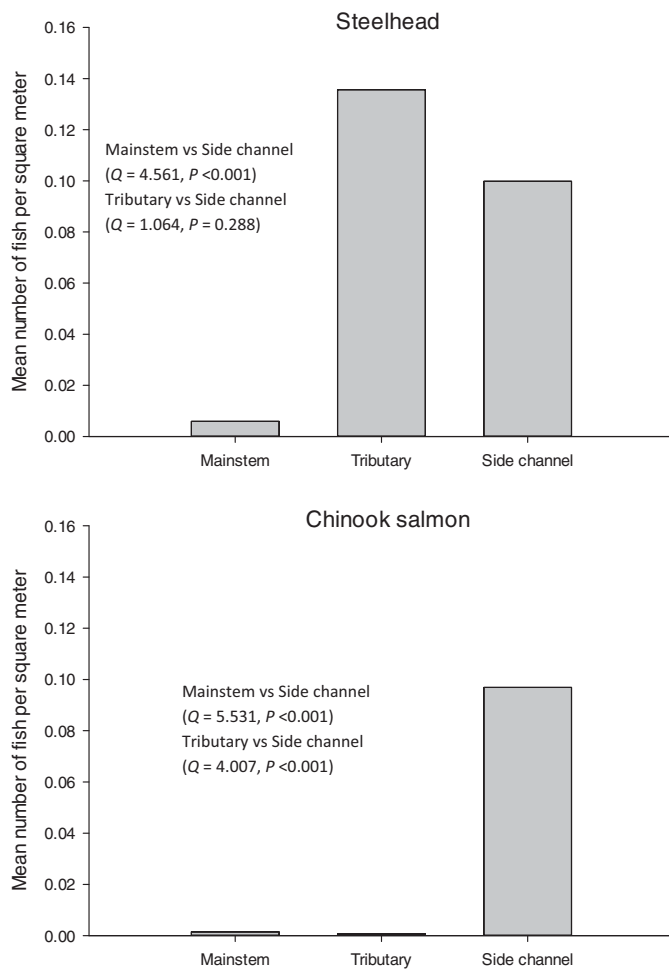 Steelhead
Mean number of fish per square meter
0.16
0.14
0.12
0.10
0.08
0.06
0.04
0.02
0.00
Mainstem vs Side channel
(Q = 4.561, P <0.001)
Tributary vs Side channel
(Q = 1.064, P = 0.288)
Mainstem Tributary Side channel
Chinook salmon
Mean number of fish per square meter
0.16
0.14
0.12
0.10
0.08
0.06
0.04
0.02
0.00
Mainstem vs Side channel
(Q = 5.531, P <0.001)
Tributary vs Side channel
(Q = 4.007, P <0.001)
Mainstem Tributary Side channel